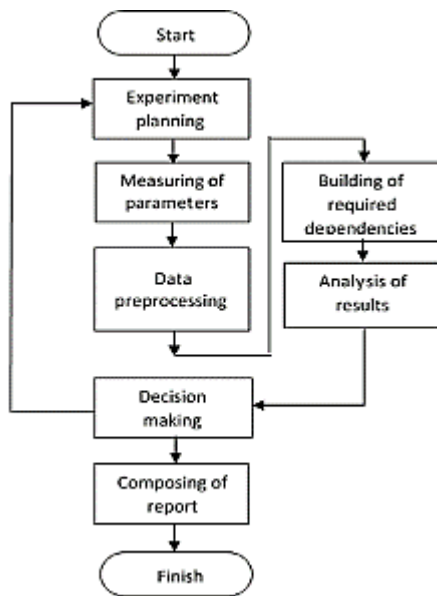 Start
Experiment
planning
Measuring of
parameters
Data
preprocessing
Building of
required
dependencies
Analysis of
results
Decision
making
Composing of
report
Finish